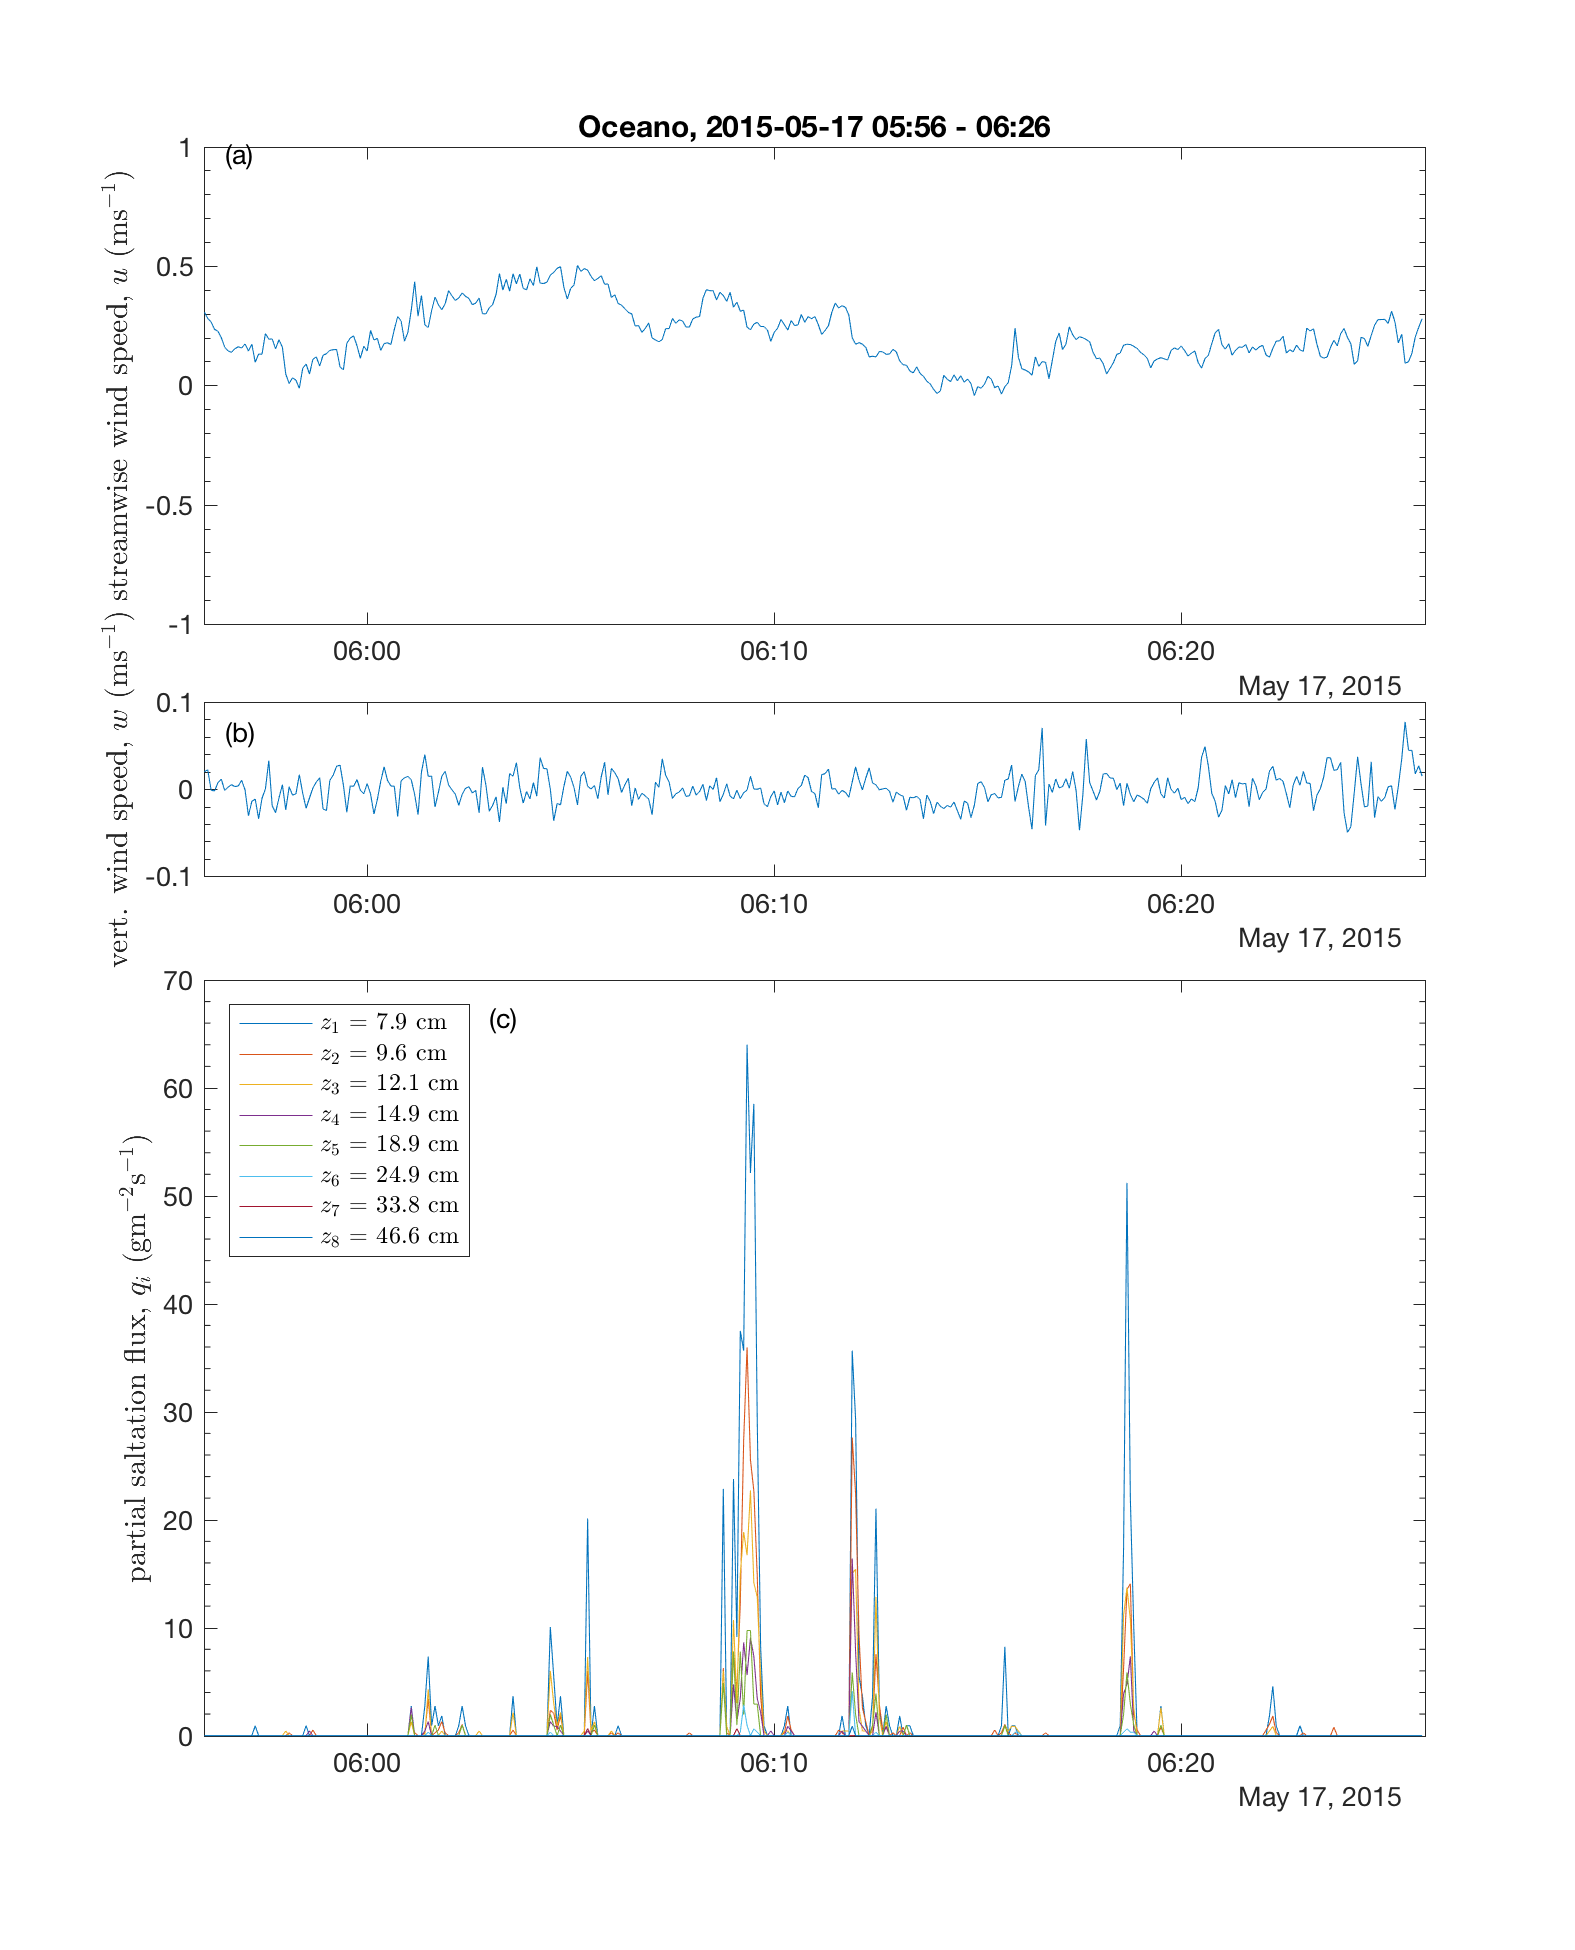 Oceano, 2015-05-17 05:56 - 06:26
(a)
streamwise wind speed, u (ms⁻¹)
1
0.5
0
-0.5
-1
06:00 06:10 06:20
May 17, 2015
(b)
vert. wind speed, w (ms⁻¹)
0.1
0
-0.1
06:00 06:10 06:20
May 17, 2015
(c)
partial saltation flux, qᵢ (gm⁻²s⁻¹)
70
60
50
40
30
20
10
0
z₁ = 7.9 cm
z₂ = 9.6 cm
z₃ = 12.1 cm
z₄ = 14.9 cm
z₅ = 18.9 cm
z₆ = 24.9 cm
z₇ = 33.8 cm
z₈ = 46.6 cm
06:00 06:10 06:20
May 17, 2015